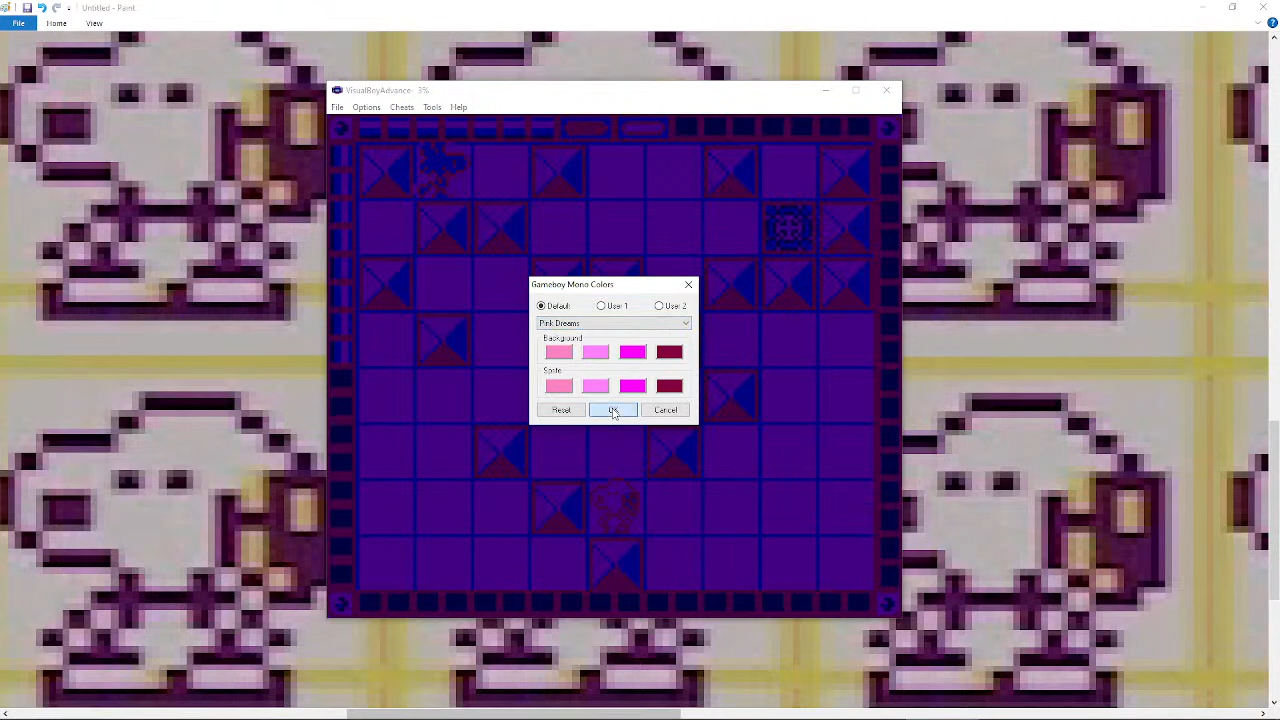 Untitled - Paint
File Home View
VisualBoyAdvance- 3%
File Options Cheats Tools Help
Gameboy Mono Colors
Default User 1 User 2
Pink Dreams
Background
Sprite
Reset OK Cancel